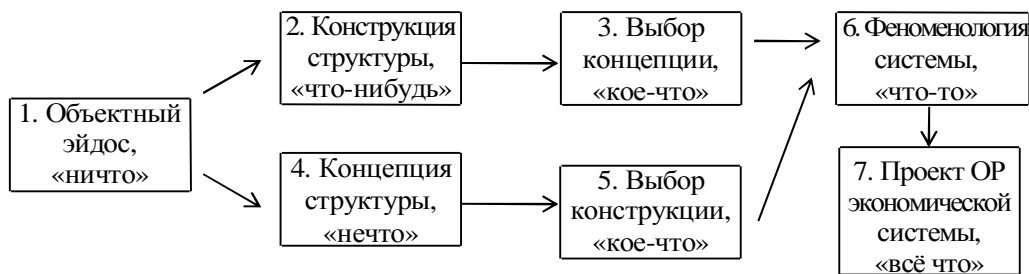 1. Объектный
эйдос,
«ничто»
2. Конструкция
структуры,
«что-нибудь»
3. Выбор
концепции,
«кое-что»
4. Концепция
структуры,
«нечто»
5. Выбор
конструкции,
«кое-что»
6. Феноменология
системы,
«что-то»
7. Проект ОР
экономической
системы,
«всё что»